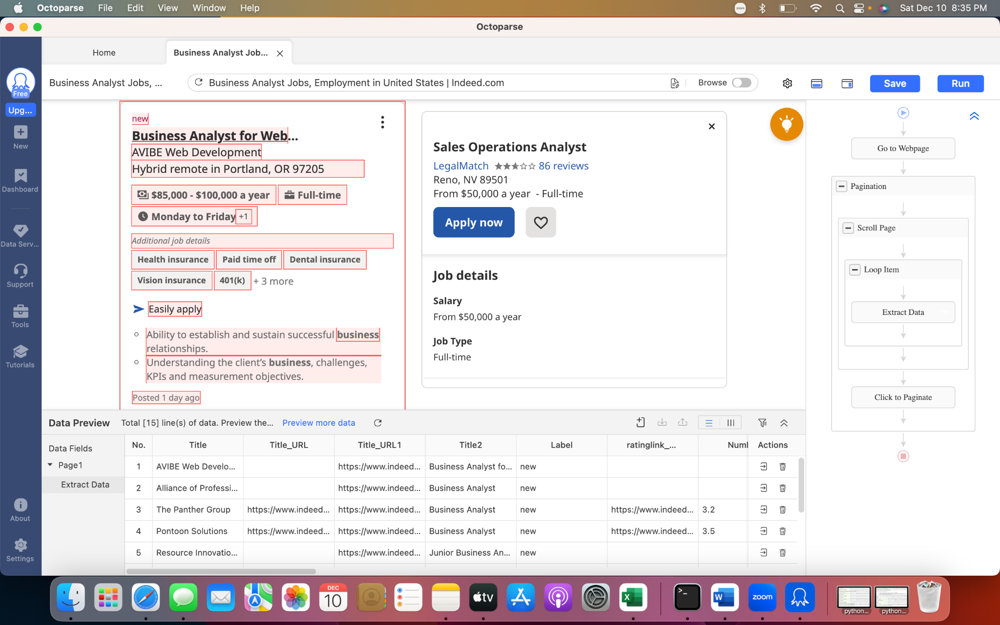 Octoparse File Edit View Window Help
zoom
Sat Dec 10 8:35 PM
Octoparse
Home
Business Analyst Job...
Free
Upg...
New
Dashboard
Data Serv...
Support
Tools
Tutorials
About
Settings
Business Analyst Jobs, ...
Business Analyst Jobs, Employment in United States | Indeed.com
Browse
Save
Run
new
Business Analyst for Web...
AVIBE Web Development
Hybrid remote in Portland, OR 97205
$85,000 - $100,000 a year
Full-time
Monday to Friday +1
Additional job details
Health insurance
Paid time off
Dental insurance
Vision insurance
401(k)
+ 3 more
Easily apply
Ability to establish and sustain successful business
relationships.
Understanding the client’s business, challenges,
KPIs and measurement objectives.
Posted 1 day ago
Sales Operations Analyst
LegalMatch
86 reviews
Reno, NV 89501
From $50,000 a year - Full-time
Apply now
Job details
Salary
From $50,000 a year
Job Type
Full-time
Go to Webpage
Pagination
Scroll Page
Loop Item
Extract Data
Click to Paginate
Data Preview Total [15] line(s) of data. Preview the... Preview more data
Data Fields
Page1
Extract Data
No. Title Title_URL Title_URL1 Title2 Label ratinglink_... Numl Actions
1 AVIBE Web Develo... https://www.indeed... Business Analyst fo... new
2 Alliance of Professi... https://www.indeed... Business Analyst new
3 The Panther Group https://www.indeed... https://www.indeed... Business Analyst new https://www.indeed... 3.2
4 Pontoon Solutions https://www.indeed... https://www.indeed... Business Analyst new https://www.indeed... 3.5
5 Resource Innovatio... https://www.indeed... Junior Business An... new
DEC
10
tv
X
>_
W
zoom
python...
python...